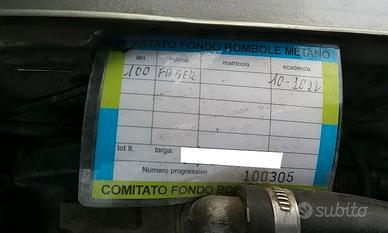 COMITATO FONDO BOMBOLE METANO
litri marca matricola scadenza
100 FABER 10-2022
tot lt. targa:
Numero progressivo 100305
COMITATO FONDO BO
subito